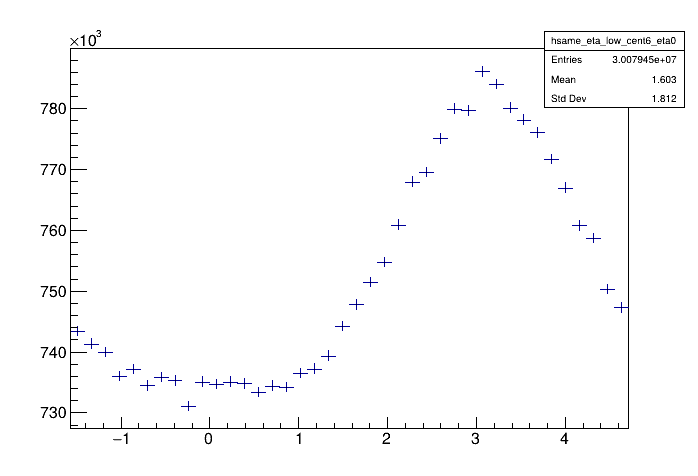 ×10³
hsame_eta_low_cent6_eta0
Entries 3.007945e+07
Mean 1.603
Std Dev 1.812
780
770
760
750
740
730
−1 0 1 2 3 4